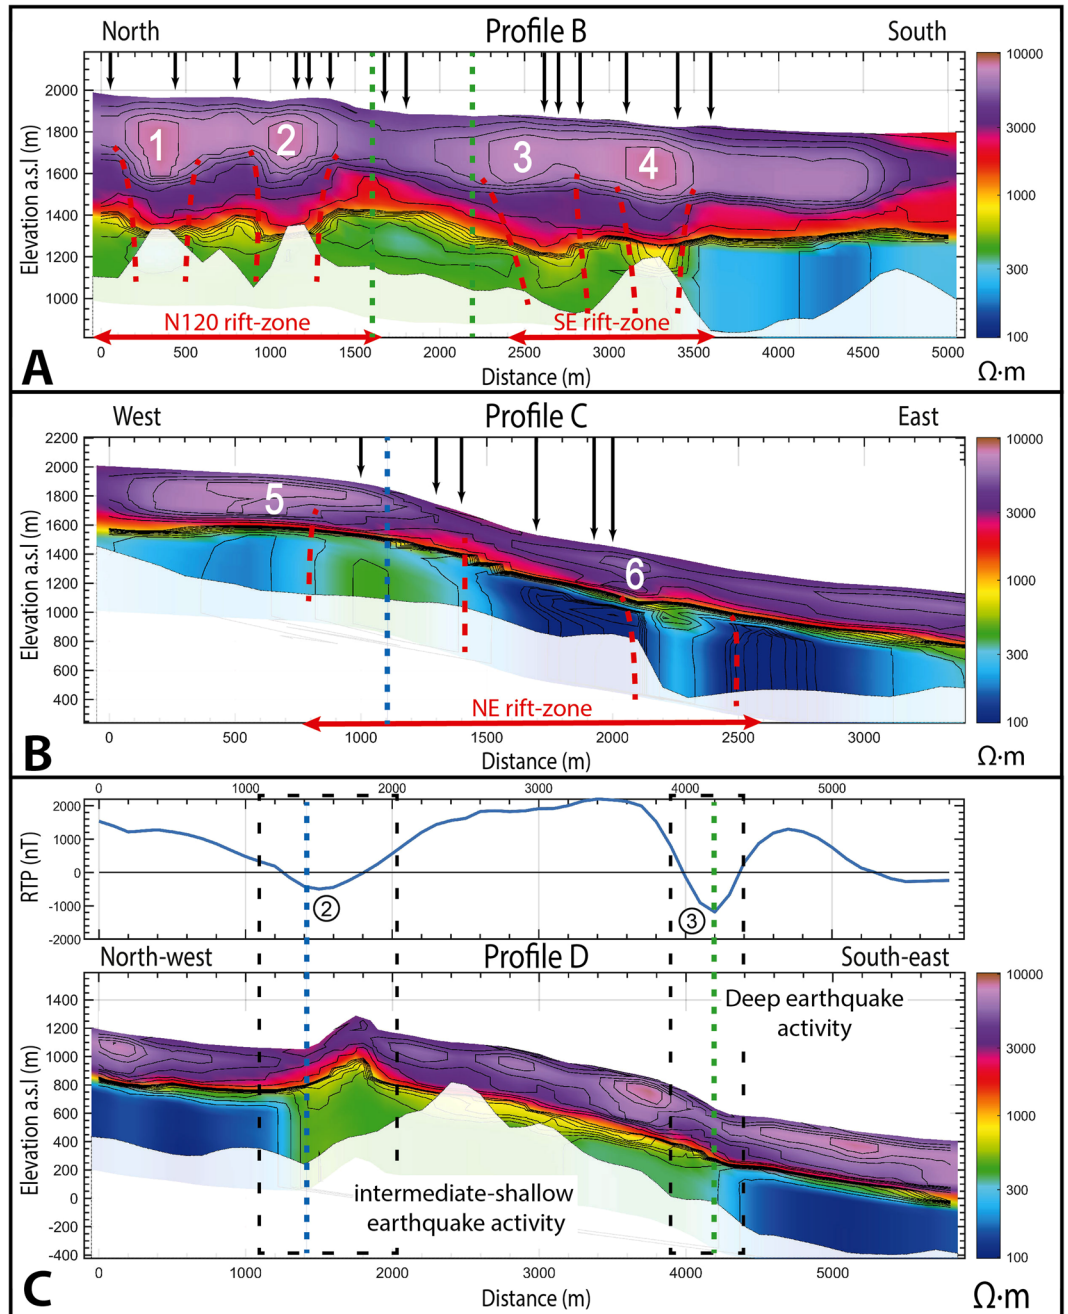 North Profile B South
2000
1800
1600
1400
1200
1000
Elevation a.s.l (m)
1 2 3 4
N120 rift-zone SE rift-zone
0 500 1000 1500 2000 2500 3000 3500 4000 4500 5000
Distance (m)
10000
3000
1000
300
100
Ω·m
A
West Profile C East
2200
2000
1800
1600
1400
1200
1000
800
600
400
Elevation a.s.l (m)
5 6
NE rift-zone
0 500 1000 1500 2000 2500 3000
Distance (m)
10000
3000
1000
300
100
Ω·m
B
0 1000 2000 3000 4000 5000
2000
1000
0
-1000
-2000
RTP (nT)
② ③
North-west Profile D South-east
1400
1200
1000
800
600
400
200
0
-200
-400
Elevation a.s.l (m)
Deep earthquake
activity
intermediate-shallow
earthquake activity
0 1000 2000 3000 4000 5000
Distance (m)
10000
3000
1000
300
100
Ω·m
C